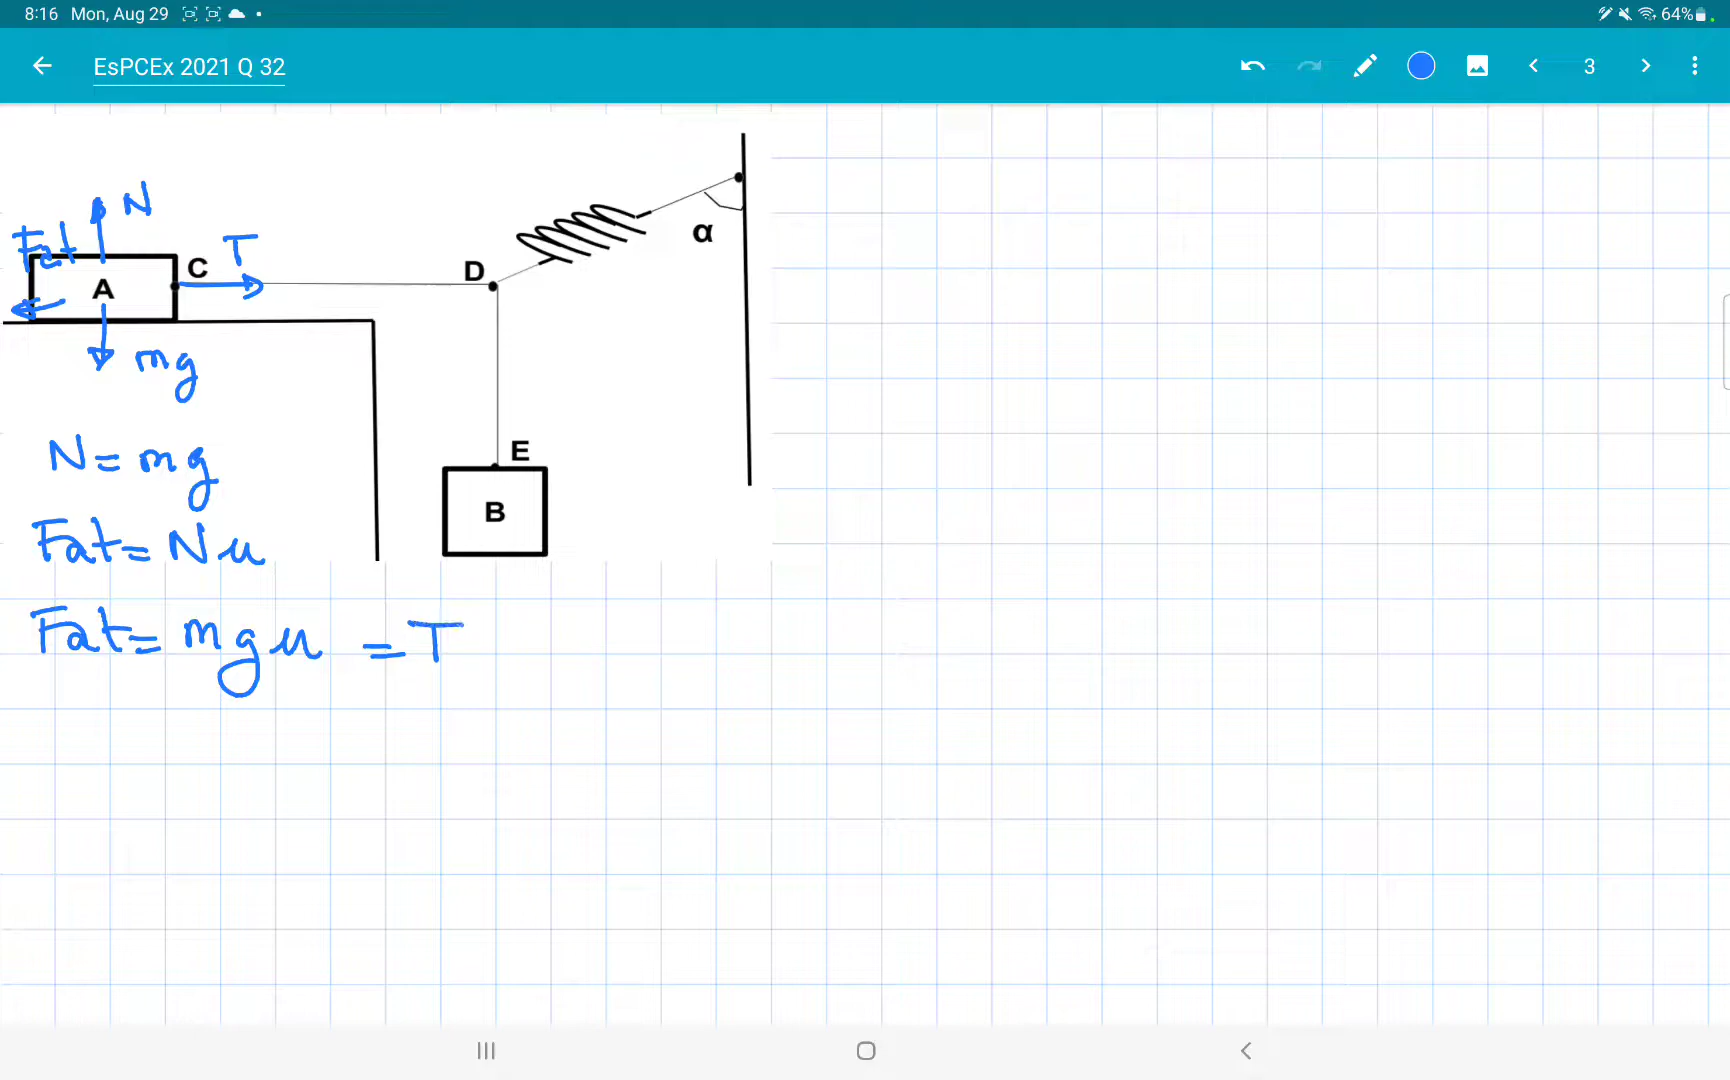 8:16 Mon, Aug 29 64%
EsPCEx 2021 Q 32
3
N
Fat
T
C
D
α
A
mg
E
N = mg
B
Fat = Nu
Fat = mgu = T